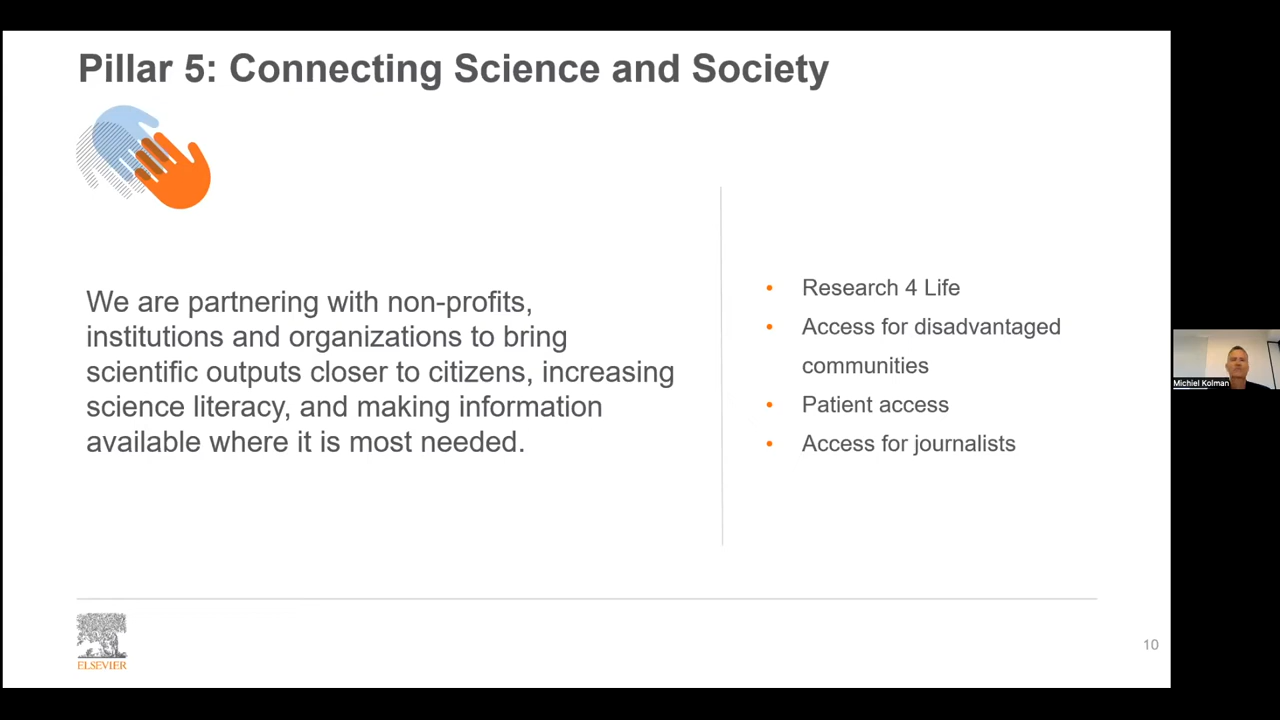 Pillar 5: Connecting Science and Society
We are partnering with non-profits,
institutions and organizations to bring
scientific outputs closer to citizens, increasing
science literacy, and making information
available where it is most needed.
• Research 4 Life
• Access for disadvantaged
communities
• Patient access
• Access for journalists
Michiel Kolman
ELSEVIER
10